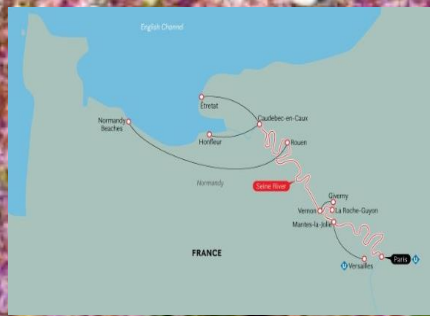 English Channel
Étretat
Caudebec-en-Caux
Normandy
Beaches
Honfleur
Rouen
Normandy
Seine River
Giverny
Vernon
La Roche-Guyon
Mantes-la-Jolie
FRANCE
Paris
Versailles